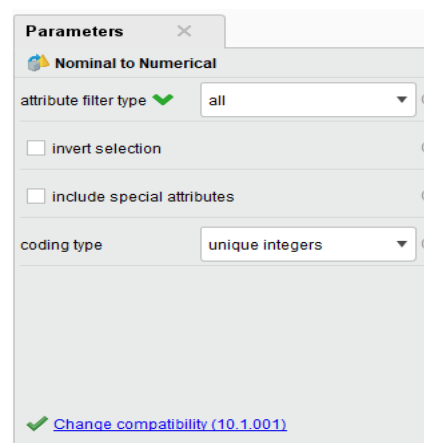 Parameters
Nominal to Numerical
attribute filter type all
invert selection
include special attributes
coding type unique integers
Change compatibility (10.1.001)